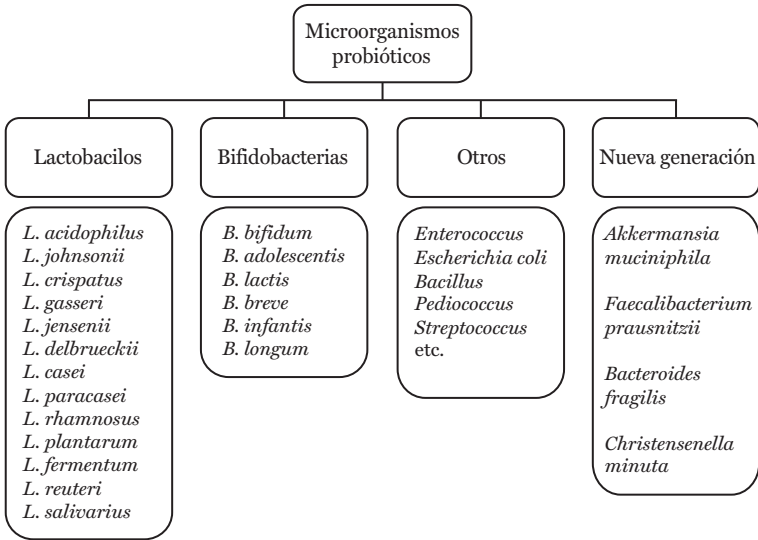 Microorganismos
probióticos
Lactobacilos
Bifidobacterias
Otros
Nueva generación
L. acidophilus
L. johnsonii
L. crispatus
L. gasseri
L. jensenii
L. delbrueckii
L. casei
L. paracasei
L. rhamnosus
L. plantarum
L. fermentum
L. reuteri
L. salivarius
B. bifidum
B. adolescentis
B. lactis
B. breve
B. infantis
B. longum
Enterococcus
Escherichia coli
Bacillus
Pediococcus
Streptococcus
etc.
Akkermansia
muciniphila
Faecalibacterium
prausnitzii
Bacteroides
fragilis
Christensenella
minuta